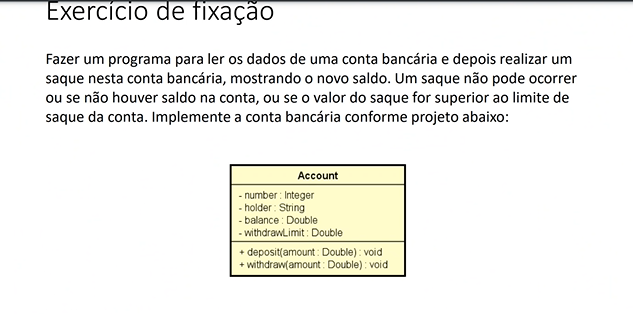 Exercício de fixação
Fazer um programa para ler os dados de uma conta bancária e depois realizar um
saque nesta conta bancária, mostrando o novo saldo. Um saque não pode ocorrer
ou se não houver saldo na conta, ou se o valor do saque for superior ao limite de
saque da conta. Implemente a conta bancária conforme projeto abaixo:
Account
- number : Integer
- holder : String
- balance : Double
- withdrawLimit : Double
+ deposit(amount : Double) : void
+ withdraw(amount : Double) : void